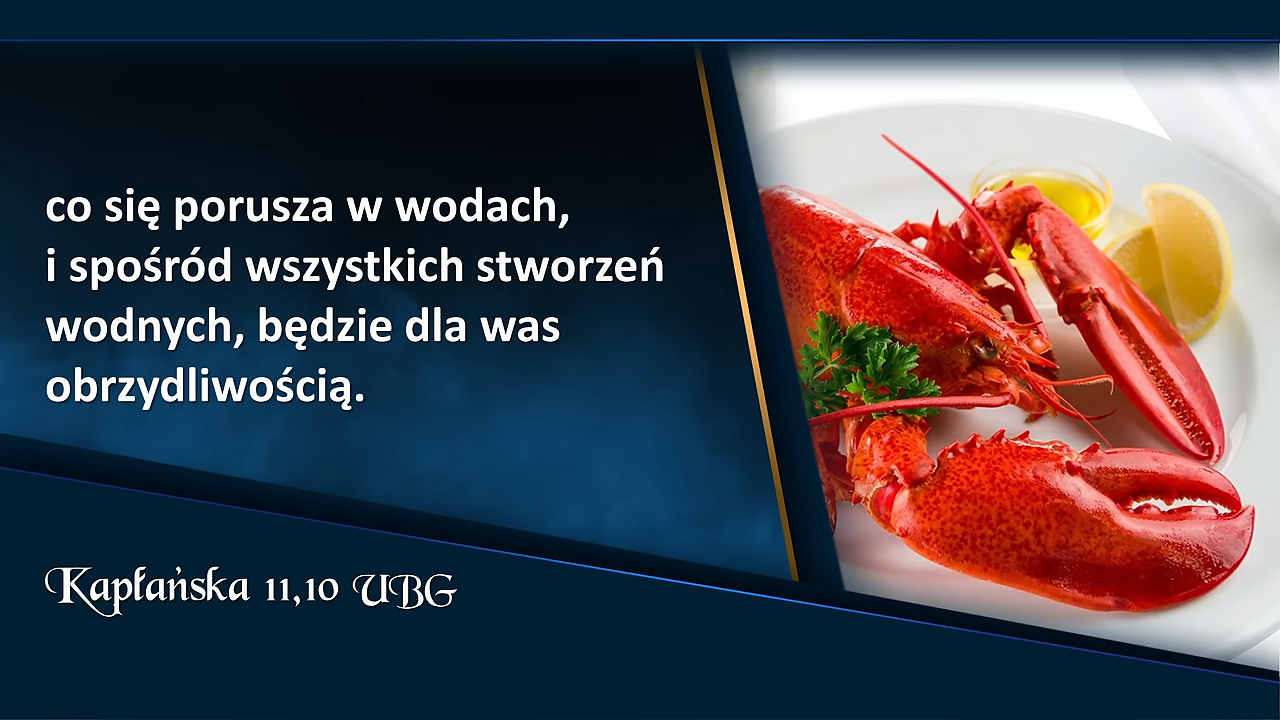 co się porusza w wodach,
i spośród wszystkich stworzeń
wodnych, będzie dla was
obrzydliwością.
Kapłańska 11,10 UBG